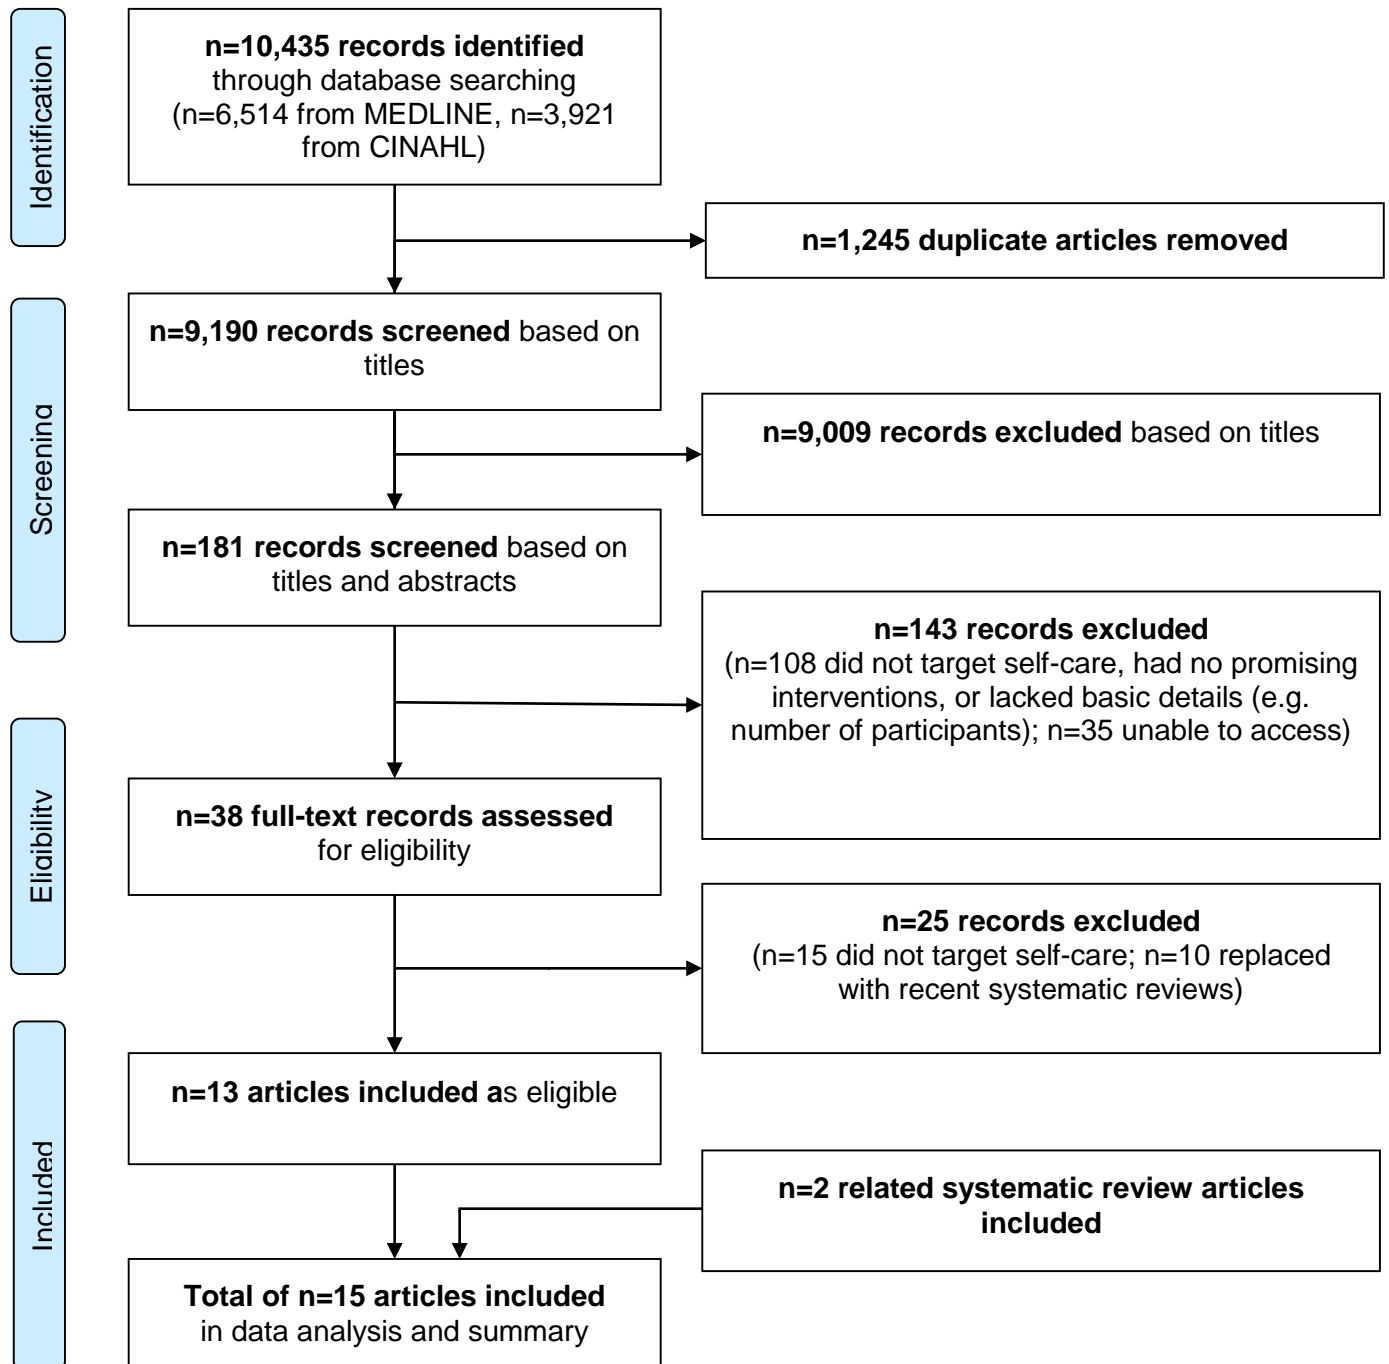 Identification
n=10,435 records identified
through database searching
(n=6,514 from MEDLINE, n=3,921
from CINAHL)
n=1,245 duplicate articles removed
Screening
n=9,190 records screened based on
titles
n=9,009 records excluded based on titles
n=181 records screened based on
titles and abstracts
n=143 records excluded
(n=108 did not target self-care, had no promising
interventions, or lacked basic details (e.g.
number of participants); n=35 unable to access)
Eligibility
n=38 full-text records assessed
for eligibility
n=25 records excluded
(n=15 did not target self-care; n=10 replaced
with recent systematic reviews)
Included
n=13 articles included as eligible
n=2 related systematic review articles
included
Total of n=15 articles included
in data analysis and summary